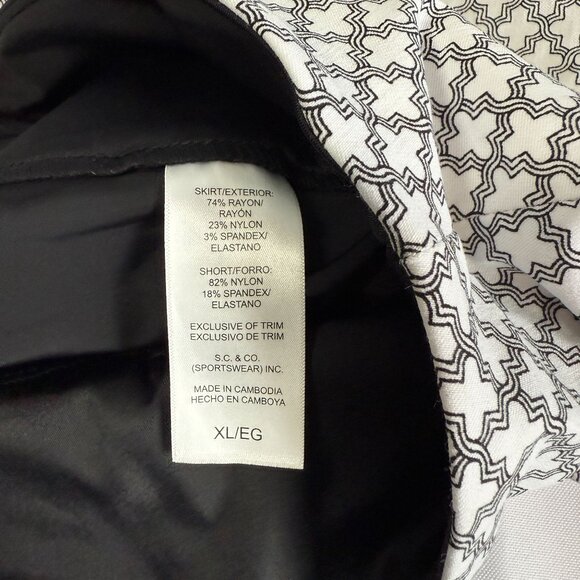 SKIRT/EXTERIOR:
74% RAYON/
RAYÓN
23% NYLON
3% SPANDEX/
ELASTANO
SHORT/FORRO:
82% NYLON
18% SPANDEX/
ELASTANO
EXCLUSIVE OF TRIM
EXCLUSIVO DE TRIM
S.C. & CO.
(SPORTSWEAR) INC.
MADE IN CAMBODIA
HECHO EN CAMBOYA
XL/EG